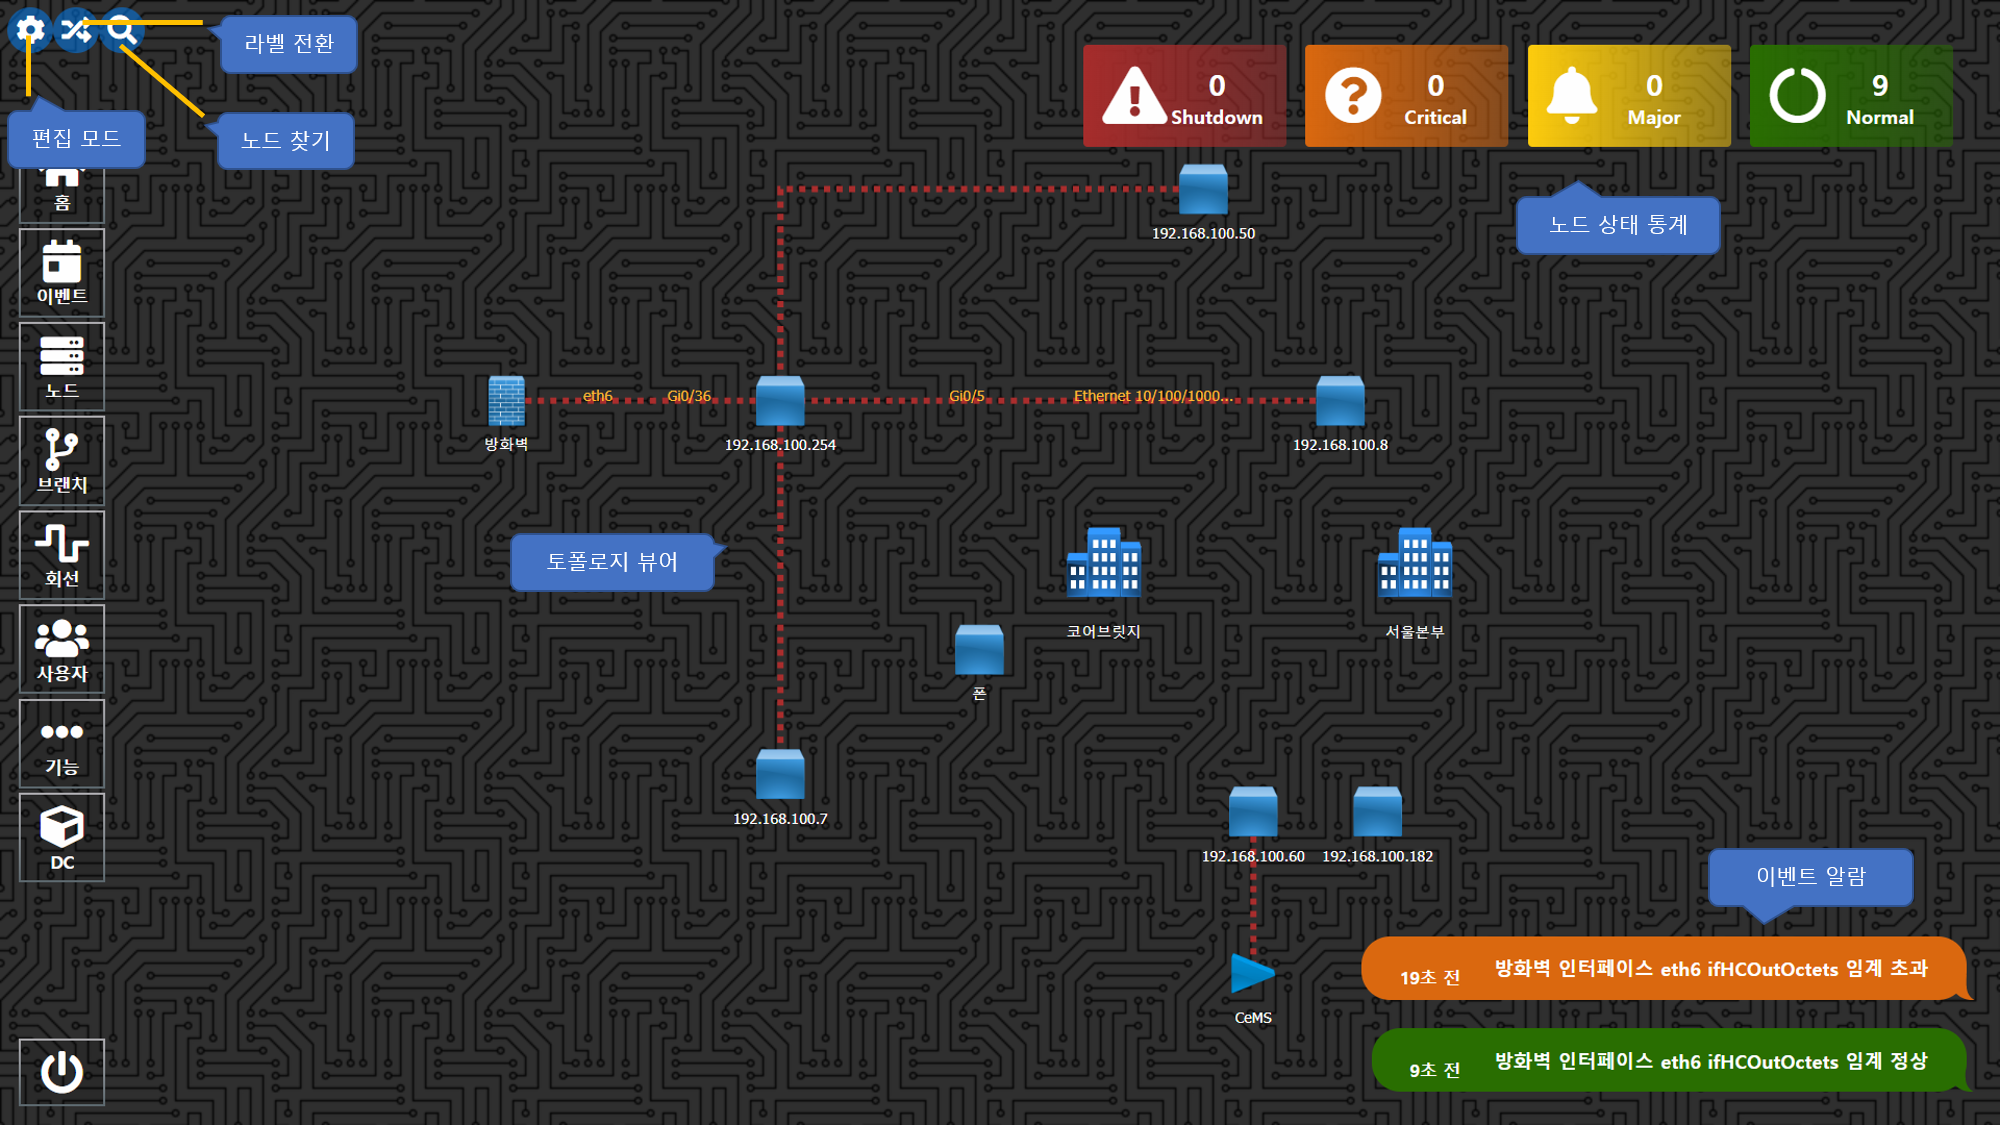 라벨 전환
편집 모드
노드 찾기
홈
이벤트
노드
브랜치
회선
사용자
기능
DC
0
Shutdown
0
Critical
0
Major
9
Normal
노드 상태 통계
192.168.100.50
eth6
Gi0/36
Gi0/5
Ethernet 10/100/1000...
방화벽
192.168.100.254
192.168.100.8
토폴로지 뷰어
코어브릿지
서울본부
폰
192.168.100.7
192.168.100.60
192.168.100.182
CeMS
이벤트 알람
19초 전
방화벽 인터페이스 eth6 ifHCOutOctets 임계 초과
9초 전
방화벽 인터페이스 eth6 ifHCOutOctets 임계 정상